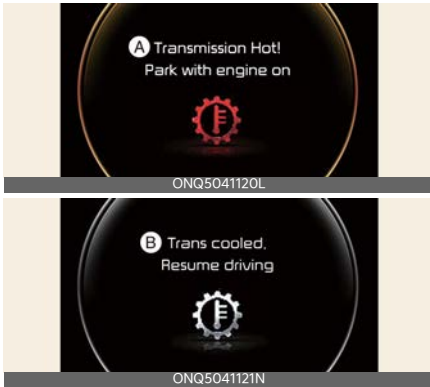 A Transmission Hot!
Park with engine on
ONQ5041120L
B Trans cooled.
Resume driving
ONQ5041121N